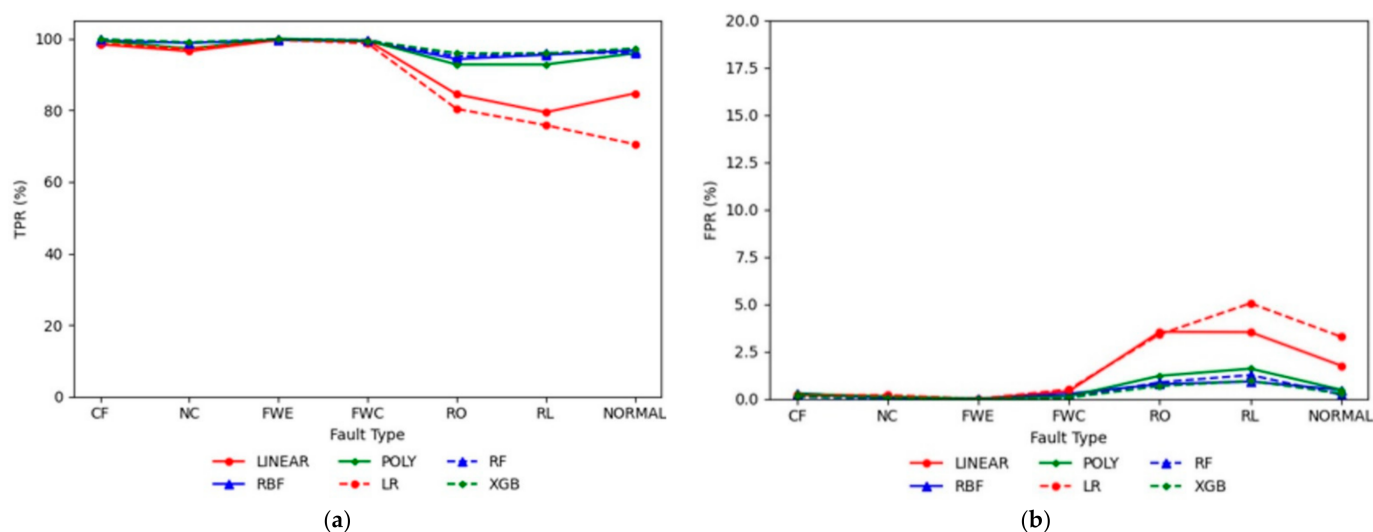 100
80
60
40
20
0
TPR (%)
CF NC FWE FWC RO RL NORMAL
Fault Type
LINEAR POLY RF
RBF LR XGB
(a)
20.0
17.5
15.0
12.5
10.0
7.5
5.0
2.5
0.0
FPR (%)
CF NC FWE FWC RO RL NORMAL
Fault Type
LINEAR POLY RF
RBF LR XGB
(b)